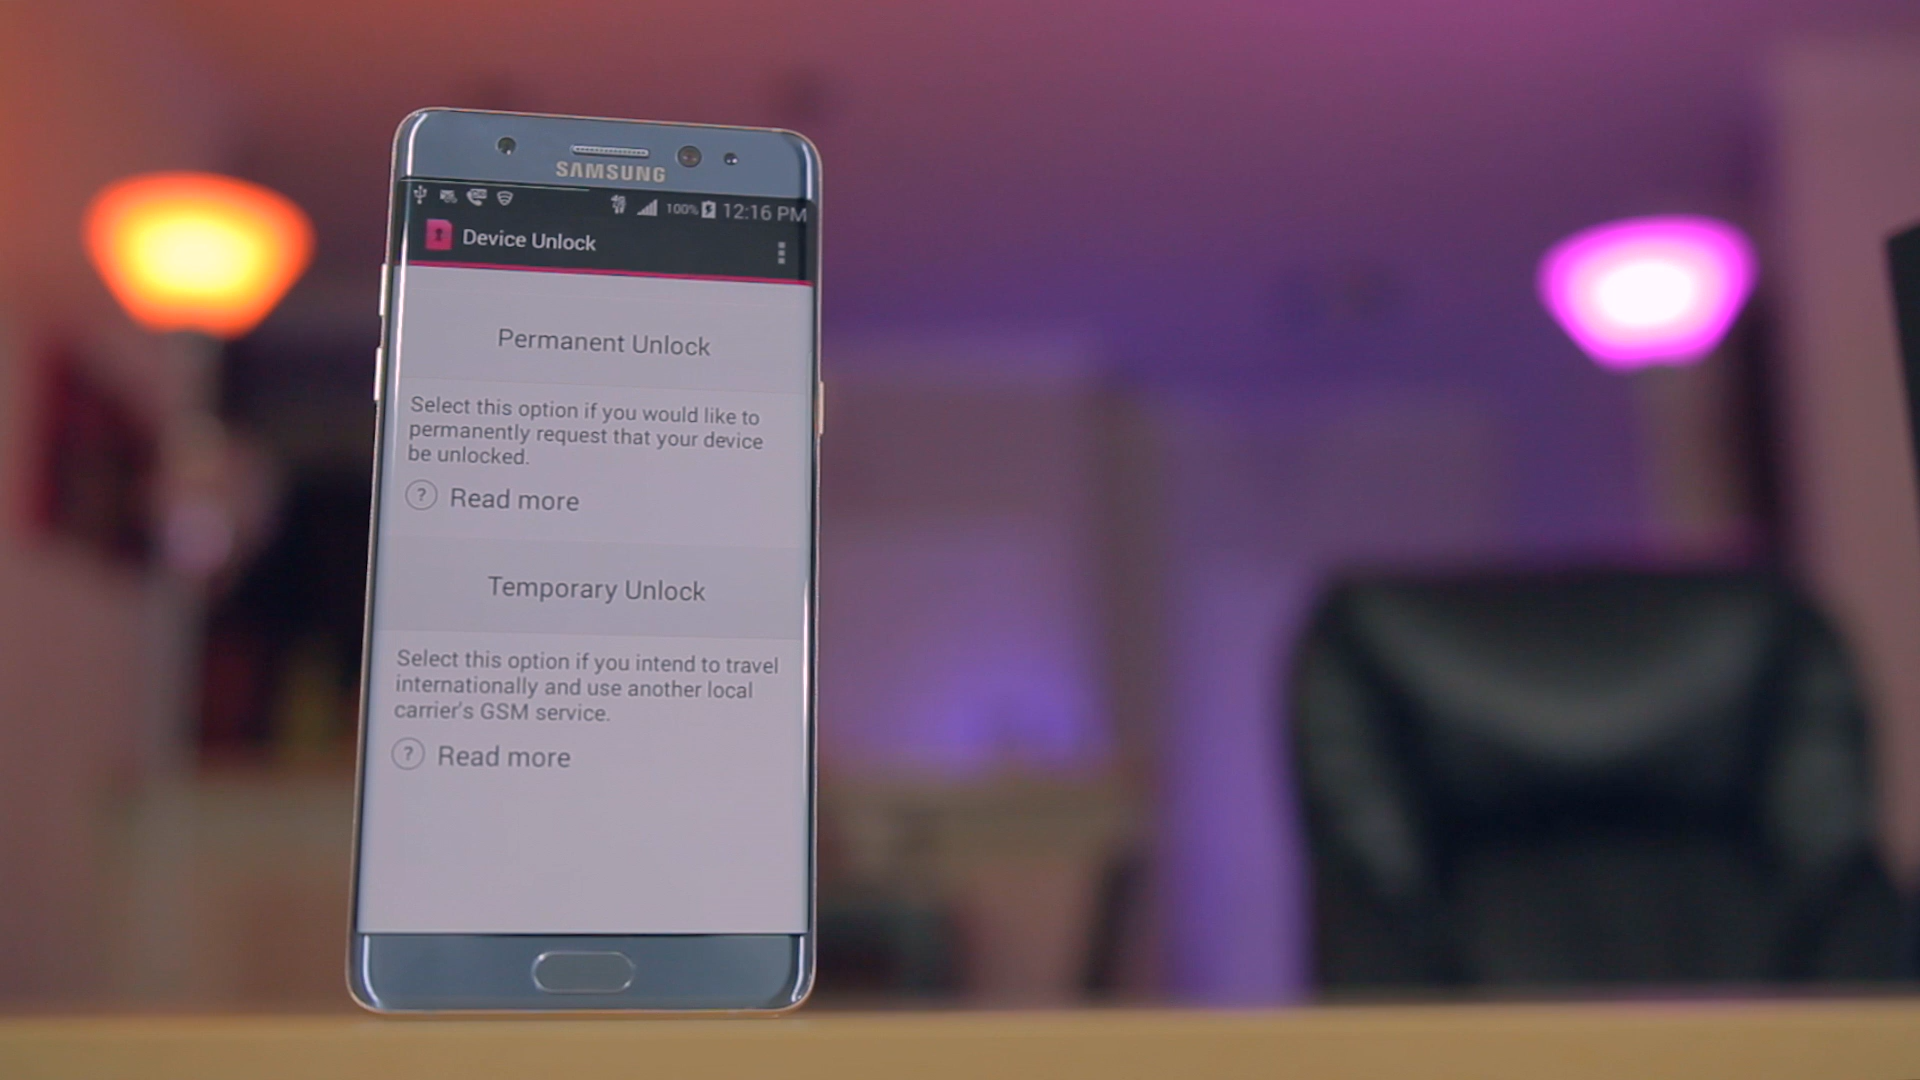 SAMSUNG
100% 12:16 PM
Device Unlock
Permanent Unlock
Select this option if you would like to
permanently request that your device
be unlocked.
? Read more
Temporary Unlock
Select this option if you intend to travel
internationally and use another local
carrier's GSM service.
? Read more